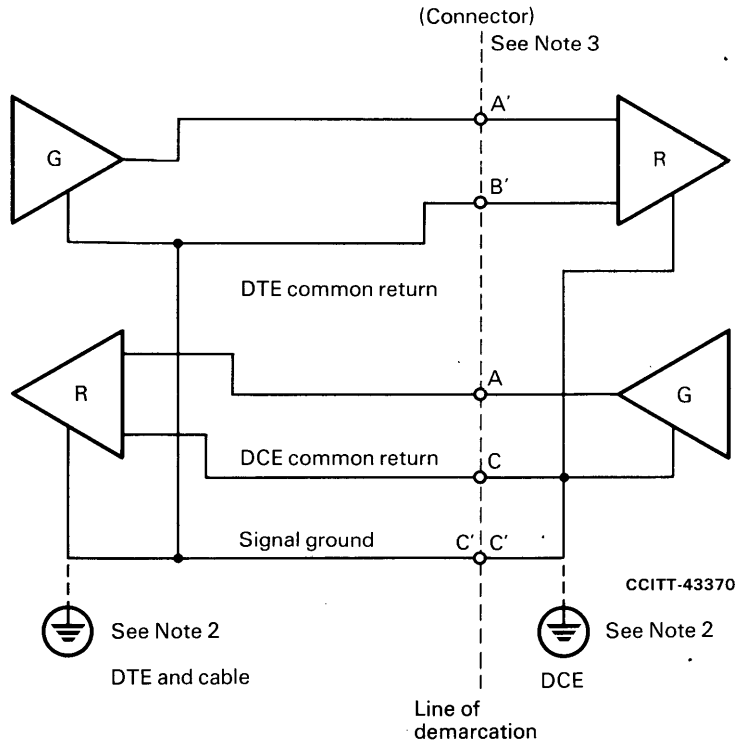 (Connector)
See Note 3
A'
G
R
B'
DTE common return
A
R
G
DCE common return
C
Signal ground
C' C'
CCITT-43370
See Note 2
See Note 2
DTE and cable
DCE
Line of
demarcation